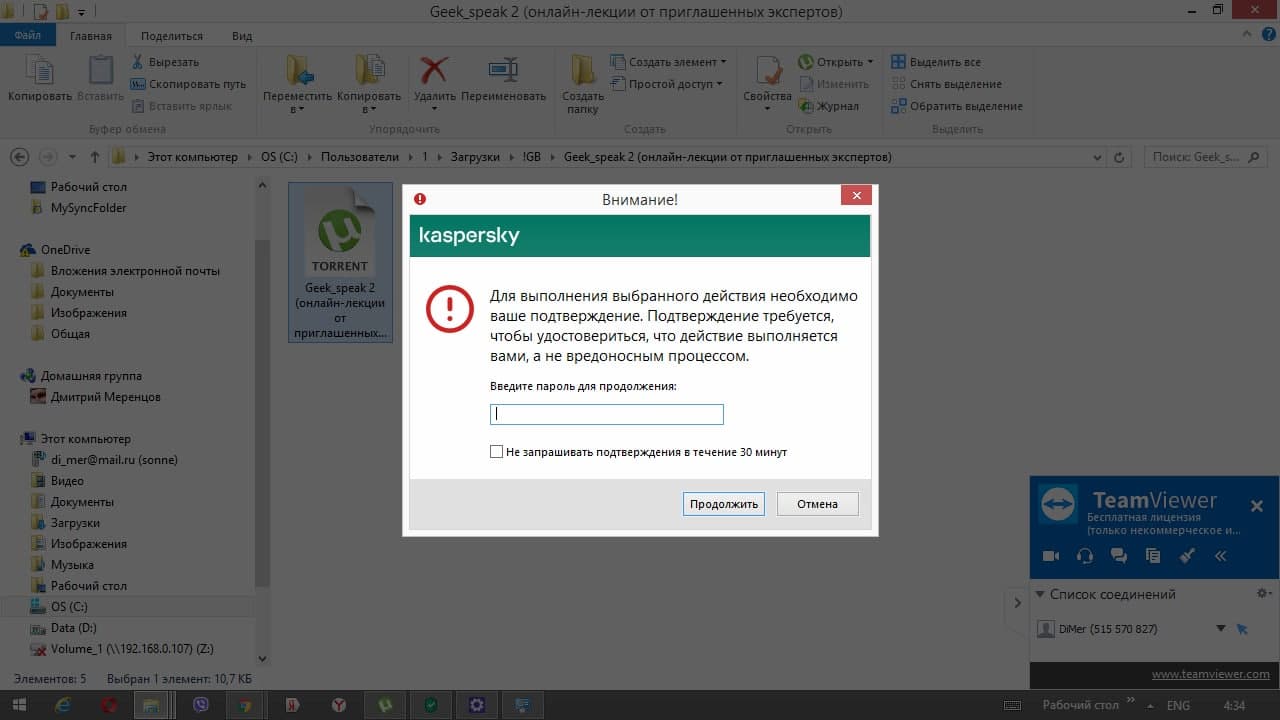 Geek_speak 2 (онлайн-лекции от приглашенных экспертов)
Файл
Главная
Поделиться
Вид
Копировать
Вставить
Вырезать
Скопировать путь
Вставить ярлык
Переместить в
Копировать в
Удалить
Переименовать
Создать папку
Создать элемент
Простой доступ
Свойства
Открыть
Изменить
Журнал
Выделить все
Снять выделение
Обратить выделение
Буфер обмена
Упорядочить
Создать
Открыть
Выделить
Этот компьютер
OS (C:)
Пользователи
1
Загрузки
!GB
Geek_speak 2 (онлайн-лекции от приглашенных экспертов)
Поиск: Geek_s...
Рабочий стол
MySyncFolder
OneDrive
Вложения электронной почты
Документы
Изображения
Общая
Домашняя группа
Дмитрий Меренцов
Этот компьютер
di_mer@mail.ru (sonne)
Видео
Документы
Загрузки
Изображения
Музыка
Рабочий стол
OS (C:)
Data (D:)
Volume_1 (\\192.168.0.107) (Z:)
TORRENT
Geek_speak 2
(онлайн-лекции
от
приглашенных...
Внимание!
kaspersky
Для выполнения выбранного действия необходимо
ваше подтверждение. Подтверждение требуется,
чтобы удостовериться, что действие выполняется
вами, а не вредоносным процессом.
Введите пароль для продолжения:
Не запрашивать подтверждения в течение 30 минут
Продолжить
Отмена
TeamViewer
Бесплатная лицензия
(только некоммерческое и...
Список соединений
DiMer (515 570 827)
www.teamviewer.com
Элементов: 5
Выбран 1 элемент: 10,7 КБ
Рабочий стол
ENG
4:34